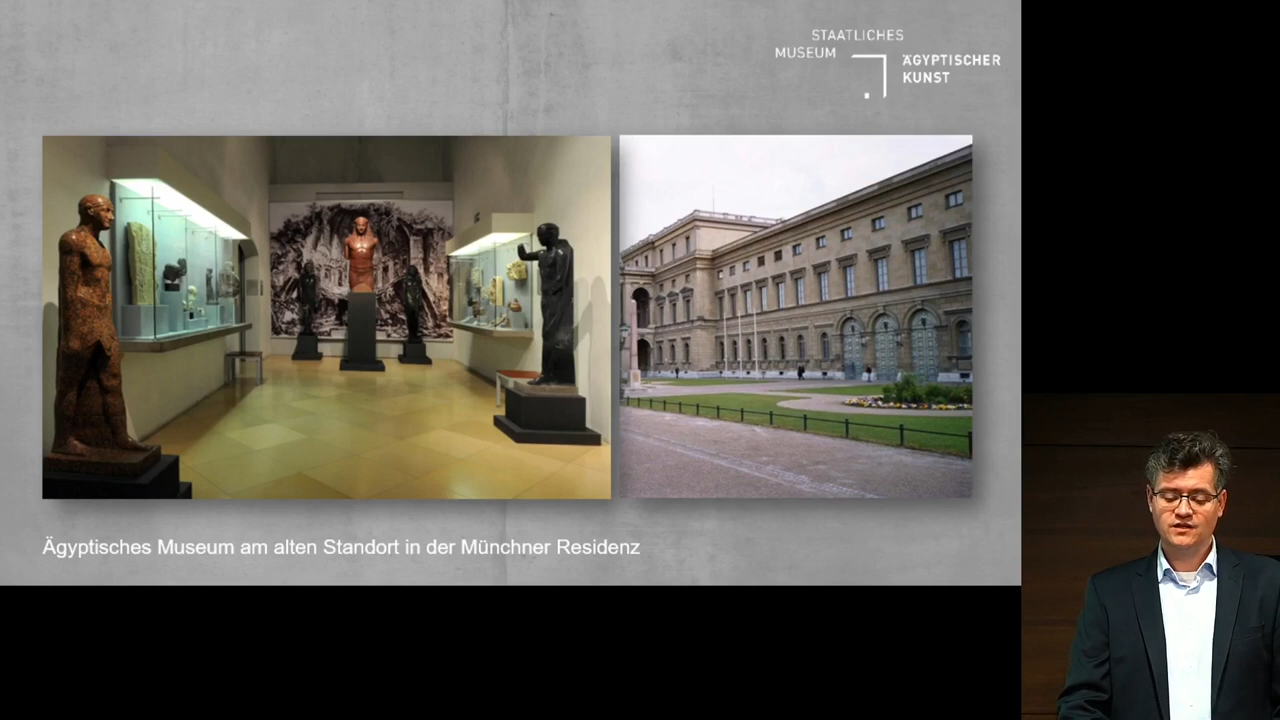 STAATLICHES
MUSEUM
ÄGYPTISCHER
KUNST
Ägyptisches Museum am alten Standort in der Münchner Residenz